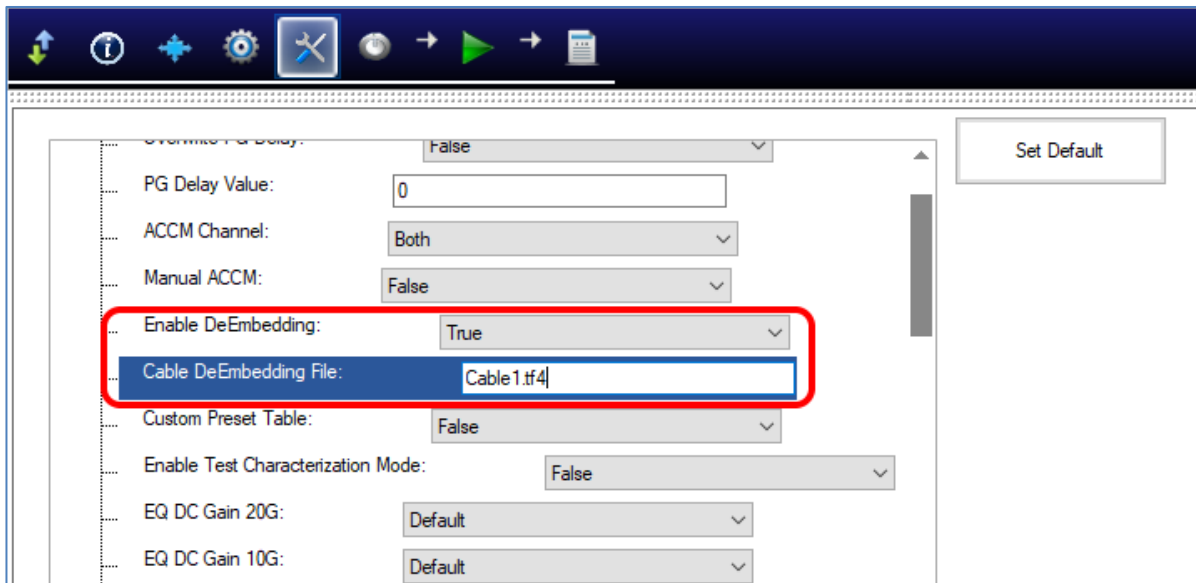 False
Set Default
PG Delay Value:
0
ACCM Channel:
Both
Manual ACCM:
False
Enable DeEmbedding:
True
Cable DeEmbedding File:
Cable1.tf4
Custom Preset Table:
False
Enable Test Characterization Mode:
False
EQ DC Gain 20G:
Default
EQ DC Gain 10G:
Default